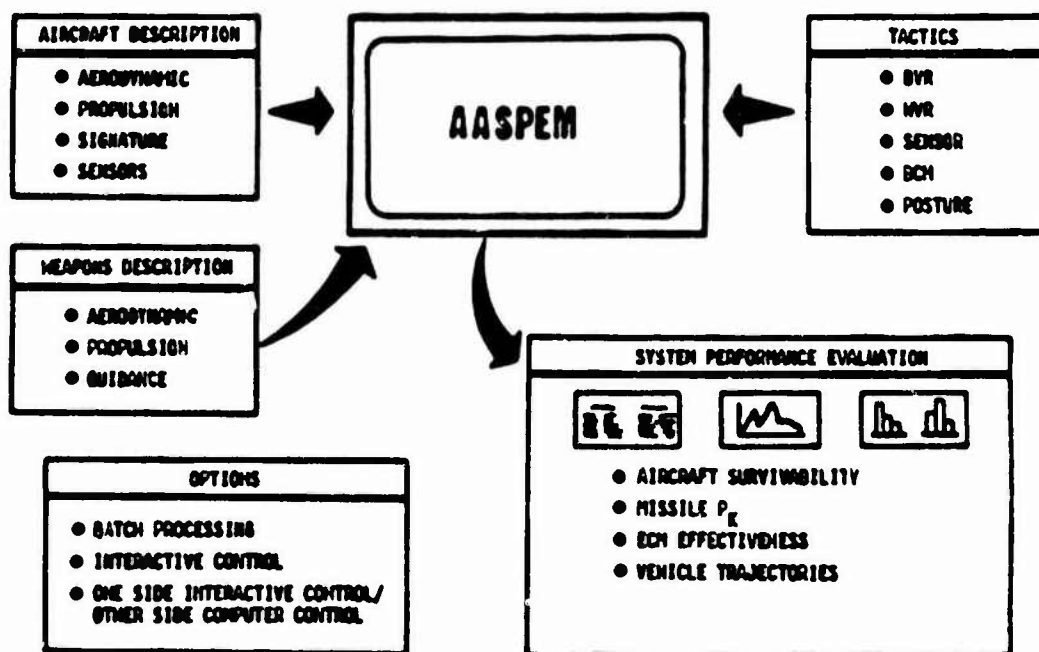 AIRCRAFT DESCRIPTION
● AERODYNAMIC
● PROPULSION
● SIGNATURE
● SENSORS
AASPEM
TACTICS
● BVR
● WVR
● SENSOR
● ECM
● POSTURE
WEAPONS DESCRIPTION
● AERODYNAMIC
● PROPULSION
● GUIDANCE
SYSTEM PERFORMANCE EVALUATION
● AIRCRAFT SURVIVABILITY
● MISSILE P_K
● ECM EFFECTIVENESS
● VEHICLE TRAJECTORIES
OPTIONS
● BATCH PROCESSING
● INTERACTIVE CONTROL
● ONE SIDE INTERACTIVE CONTROL/
OTHER SIDE COMPUTER CONTROL